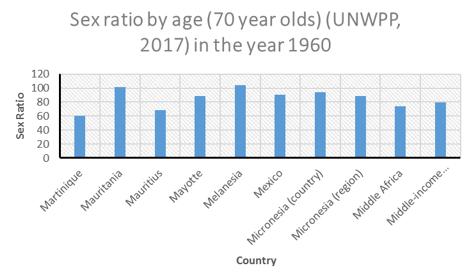 Sex ratio by age (70 year olds) (UNWPP,
2017) in the year 1960
120
100
80
60
40
20
0
Sex Ratio
Martinique
Mauritania
Mauritius
Mayotte
Melanesia
Mexico
Micronesia (country)
Micronesia (region)
Middle Africa
Middle-income...
Country